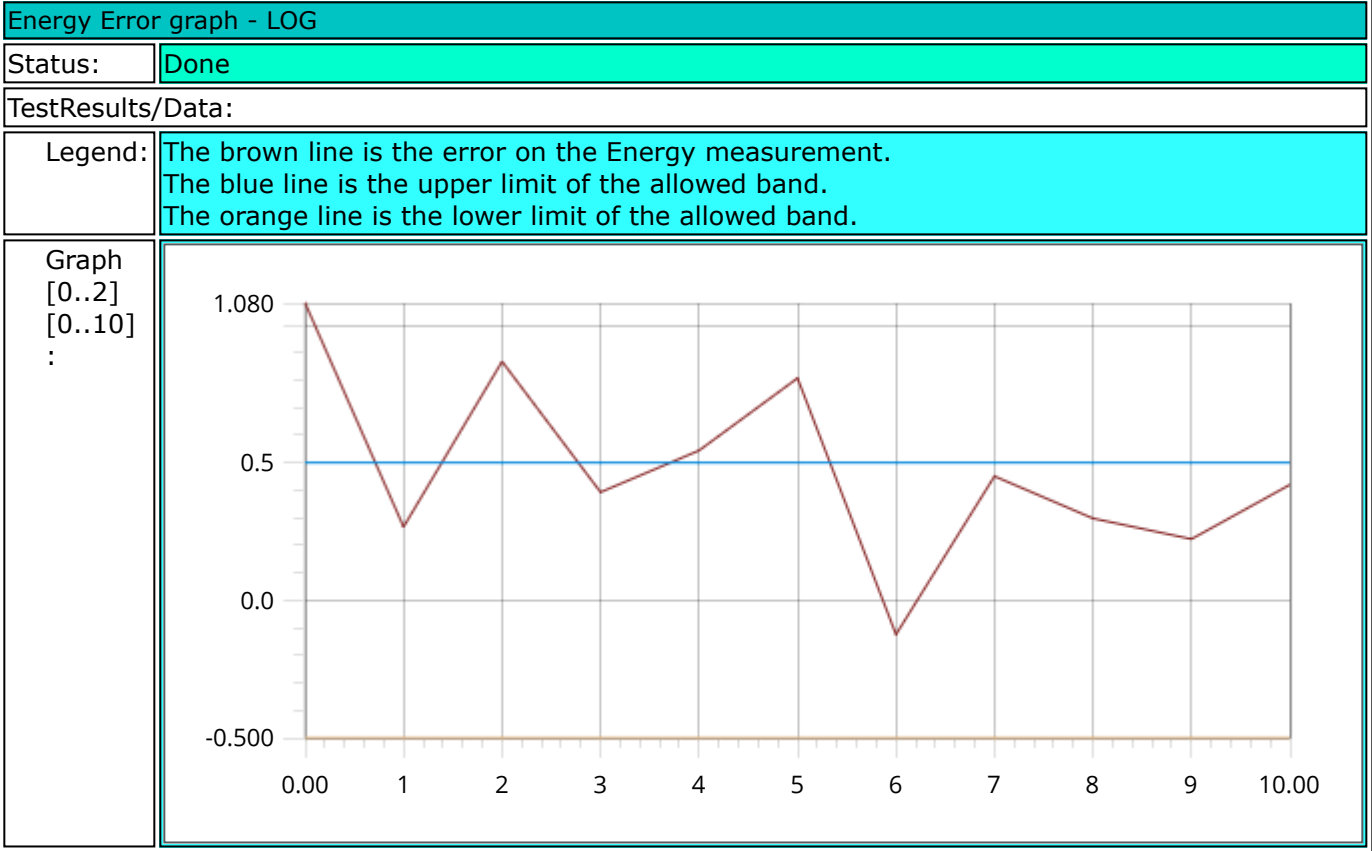 Energy Error graph - LOG
Status:
Done
TestResults/Data:
Legend:
The brown line is the error on the Energy measurement.
The blue line is the upper limit of the allowed band.
The orange line is the lower limit of the allowed band.
Graph
[0..2]
[0..10]
:
1.080
0.5
0.0
-0.500
0.00 1 2 3 4 5 6 7 8 9 10.00